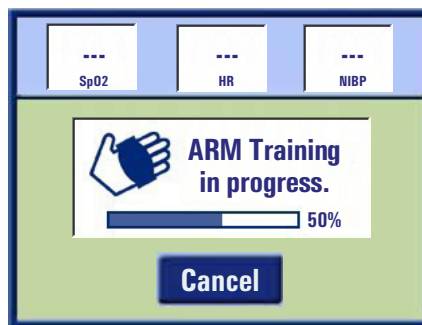 --- --- ---
SpO2 HR NIBP
ARM Training
in progress.
50%
Cancel